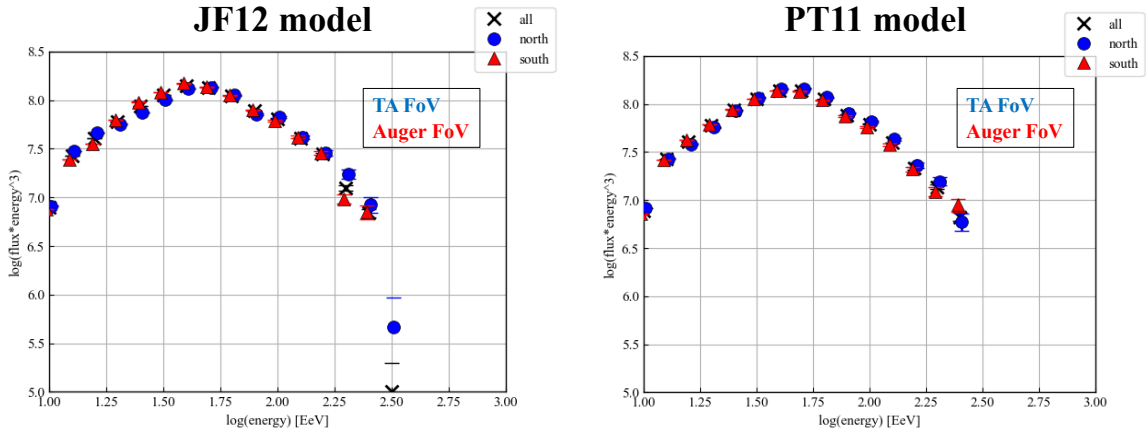 JF12 model
all
north
south
TA FoV
Auger FoV
8.5
8.0
7.5
7.0
6.5
6.0
5.5
5.0
log(flux*energy^3)
1.00
1.25
1.50
1.75
2.00
2.25
2.50
2.75
3.00
log(energy) [EeV]
PT11 model
all
north
south
TA FoV
Auger FoV
8.5
8.0
7.5
7.0
6.5
6.0
5.5
5.0
log(flux*energy^3)
1.00
1.25
1.50
1.75
2.00
2.25
2.50
2.75
3.00
log(energy) [EeV]